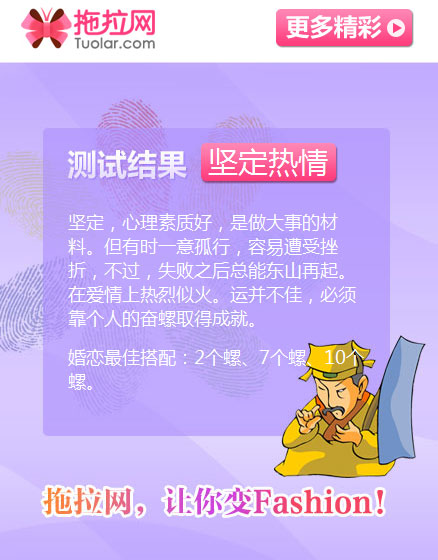 拖拉网
Tuolar.com
更多精彩
测试结果 坚定热情
坚定，心理素质好，是做大事的材
料。但有时一意孤行，容易遭受挫
折，不过，失败之后总能东山再起。
在爱情上热烈似火。运并不佳，必须
靠个人的奋螺取得成就。
婚恋最佳搭配：2个螺、7个螺、10个
螺。
拖拉网，让你变Fashion！